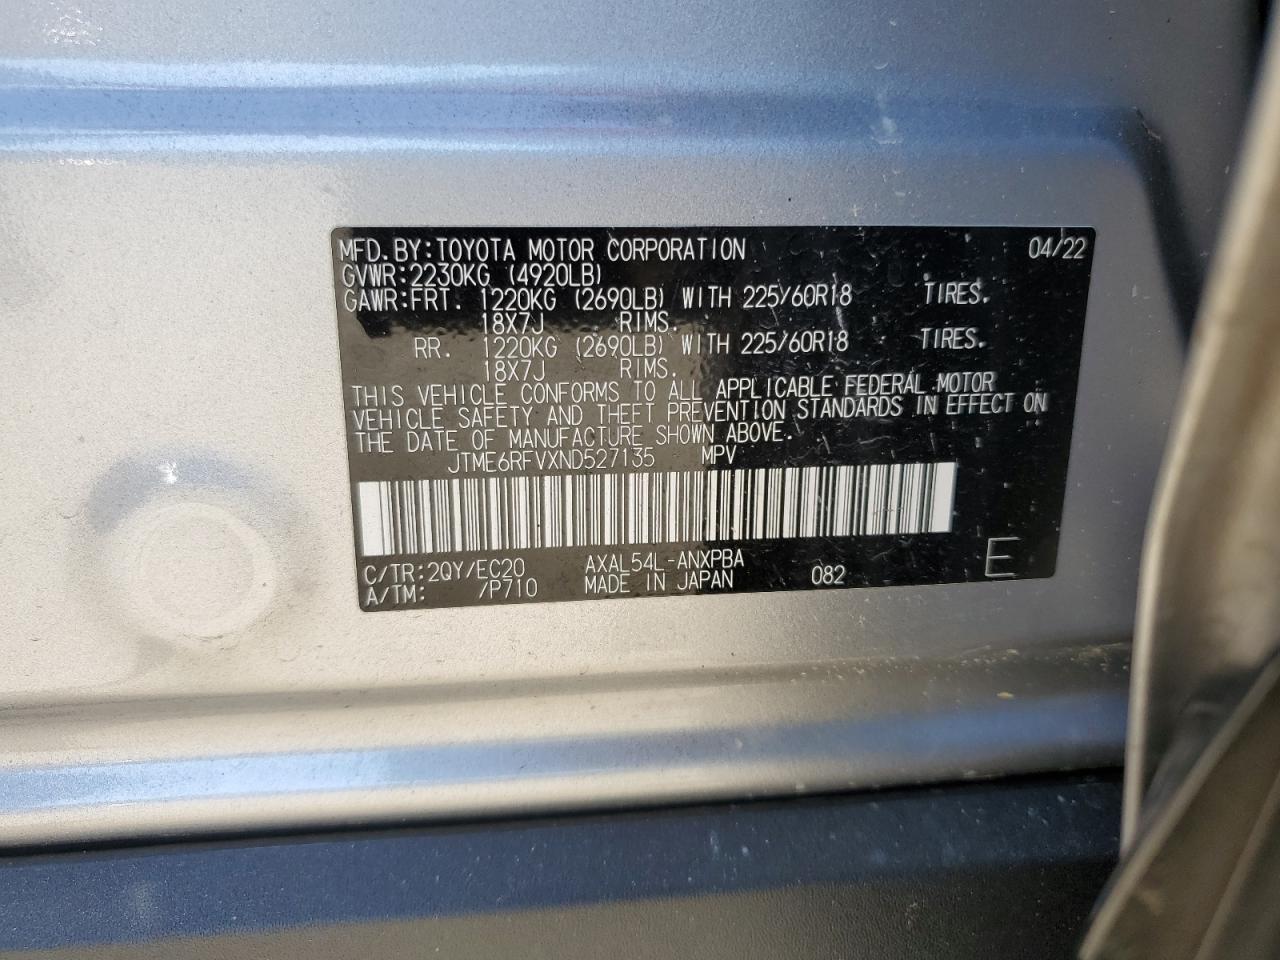 MFD.BY:TOYOTA MOTOR CORPORATION 04/22
GVWR:2230KG (4920LB)
GAWR:FRT. 1220KG (2690LB) WITH 225/60R18 TIRES.
18X7J RIMS.
RR. 1220KG (2690LB) WITH 225/60R18 TIRES.
18X7J RIMS.
THIS VEHICLE CONFORMS TO ALL APPLICABLE FEDERAL MOTOR
VEHICLE SAFETY AND THEFT PREVENTION STANDARDS IN EFFECT ON
THE DATE OF MANUFACTURE SHOWN ABOVE.
JTME6RFVXND527135 MPV
C/TR:2QY/EC20 AXAL54L-ANXPBA
A/TM: /P710 MADE IN JAPAN 082 E